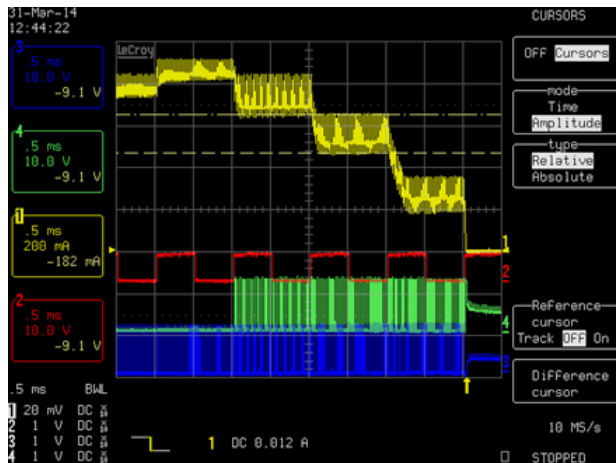 31-Mar-14
12:44:22
CURSORS
LeCroy
3
.5 ms
10.0 V
-9.1 V
OFF Cursors
mode
Time
Amplitude
4
.5 ms
10.0 V
-9.1 V
type
Relative
Absolute
1
.5 ms
200 mA
-182 mA
1
2
2
.5 ms
10.0 V
-9.1 V
Reference
cursor
Track OFF On
4
3
Difference
cursor
.5 ms BWL
1 20 mV DC
2 1 V DC
3 1 V DC
4 1 V DC
1 DC 0.012 A
10 MS/s
STOPPED